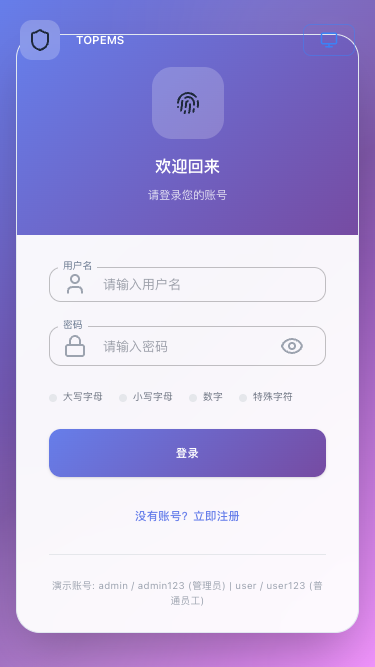 TOPEMS
欢迎回来
请登录您的账号
用户名
请输入用户名
密码
请输入密码
大写字母 小写字母 数字 特殊字符
登录
没有账号? 立即注册
演示账号: admin / admin123 (管理员) | user / user123 (普
通员工)